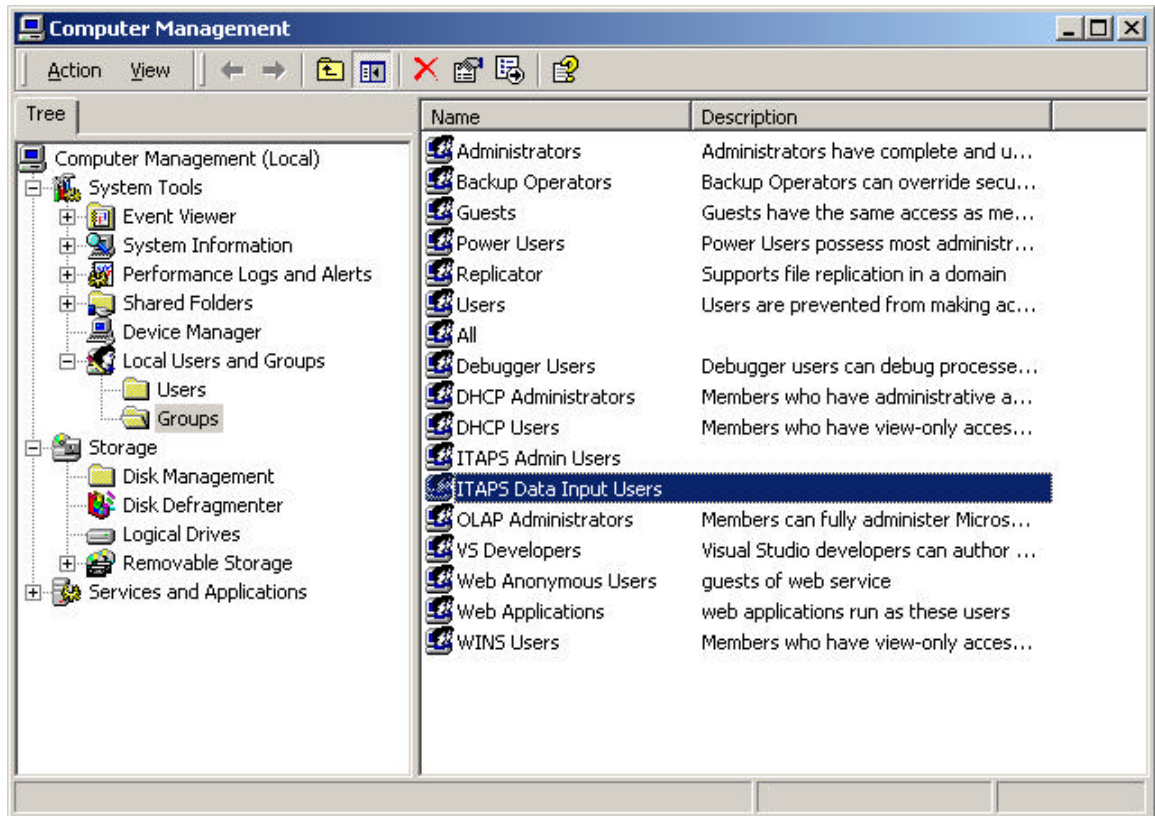 Computer Management
Action View
Tree
Computer Management (Local)
System Tools
Event Viewer
System Information
Performance Logs and Alerts
Shared Folders
Device Manager
Local Users and Groups
Users
Groups
Storage
Disk Management
Disk Defragmenter
Logical Drives
Removable Storage
Services and Applications
Name Description
Administrators Administrators have complete and u...
Backup Operators Backup Operators can override secu...
Guests Guests have the same access as me...
Power Users Power Users possess most administr...
Replicator Supports file replication in a domain
Users Users are prevented from making ac...
All
Debugger Users Debugger users can debug processe...
DHCP Administrators Members who have administrative a...
DHCP Users Members who have view-only acces...
ITAPS Admin Users
ITAPS Data Input Users
OLAP Administrators Members can fully administer Micros...
VS Developers Visual Studio developers can author ...
Web Anonymous Users guests of web service
Web Applications web applications run as these users
WINS Users Members who have view-only acces...